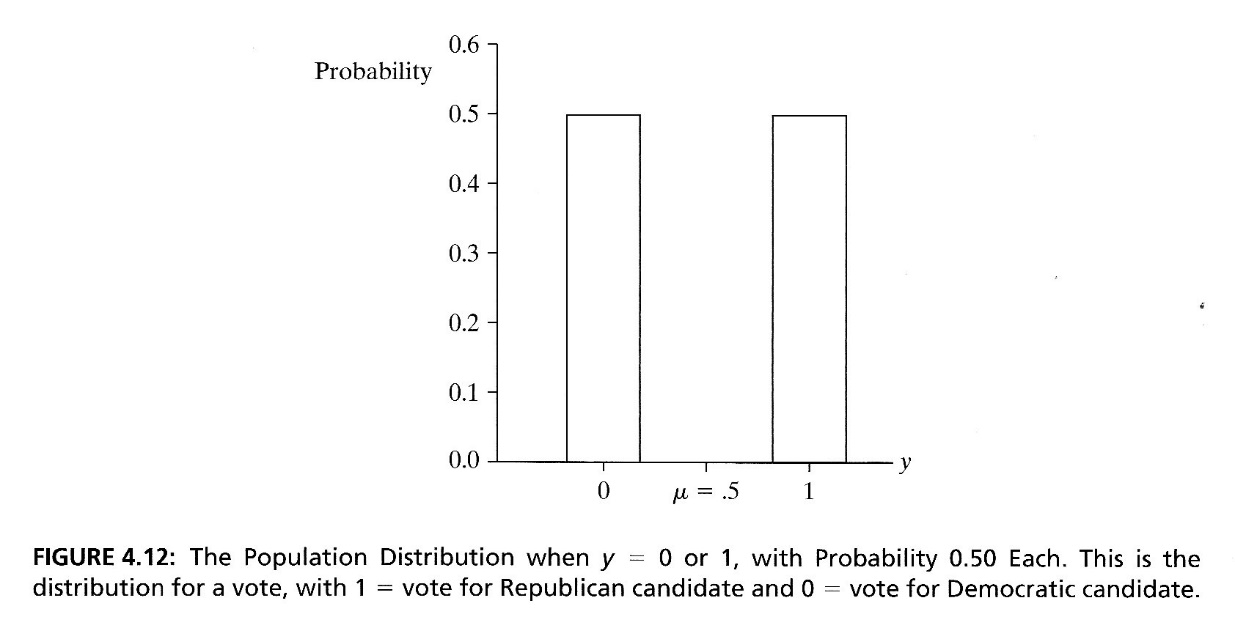 0.6
Probability
0.5
0.4
0.3
0.2
0.1
0.0
y
0 μ = .5 1
FIGURE 4.12: The Population Distribution when y = 0 or 1, with Probability 0.50 Each. This is the
distribution for a vote, with 1 = vote for Republican candidate and 0 = vote for Democratic candidate.